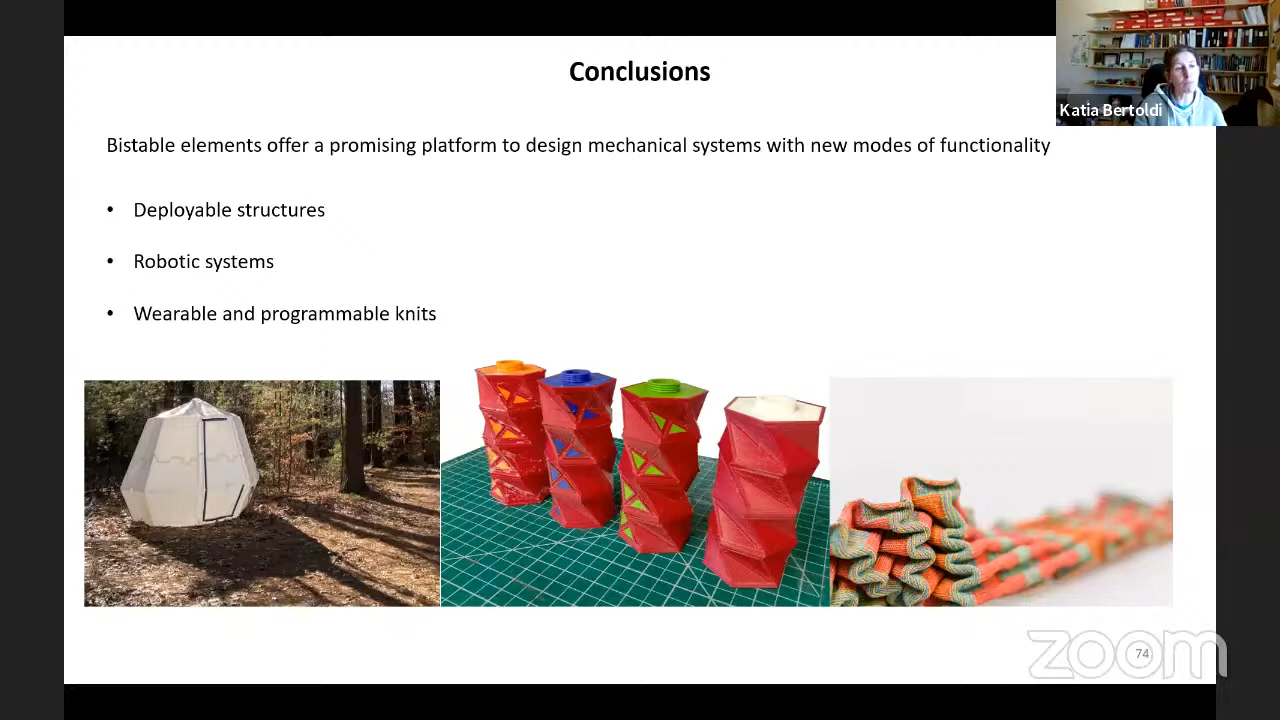 Conclusions
Katia Bertoldi
Bistable elements offer a promising platform to design mechanical systems with new modes of functionality
• Deployable structures
• Robotic systems
• Wearable and programmable knits
zoom
74